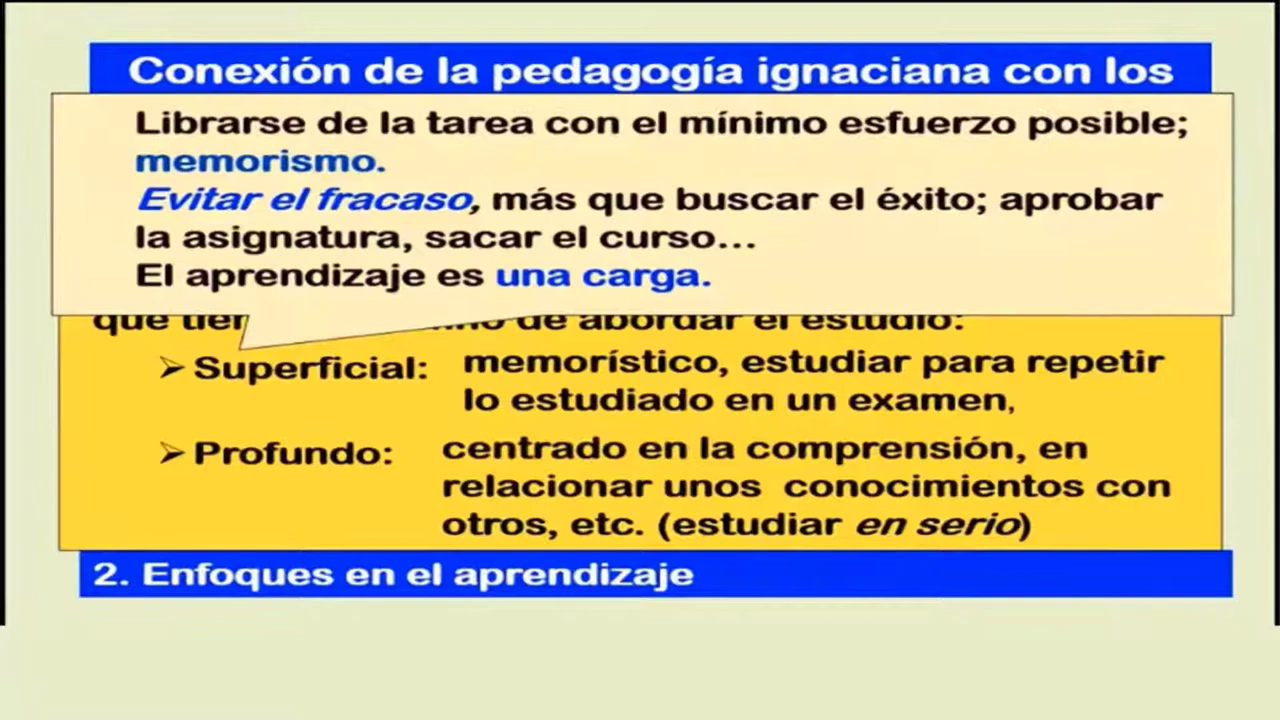 Conexión de la pedagogía ignaciana con los
Librarse de la tarea con el mínimo esfuerzo posible;
memorismo.
Evitar el fracaso, más que buscar el éxito; aprobar
la asignatura, sacar el curso...
El aprendizaje es una carga.
que de abordar el estudio:
➢ Superficial: memorístico, estudiar para repetir
lo estudiado en un examen,
➢ Profundo: centrado en la comprensión, en
relacionar unos conocimientos con
otros, etc. (estudiar en serio)
2. Enfoques en el aprendizaje